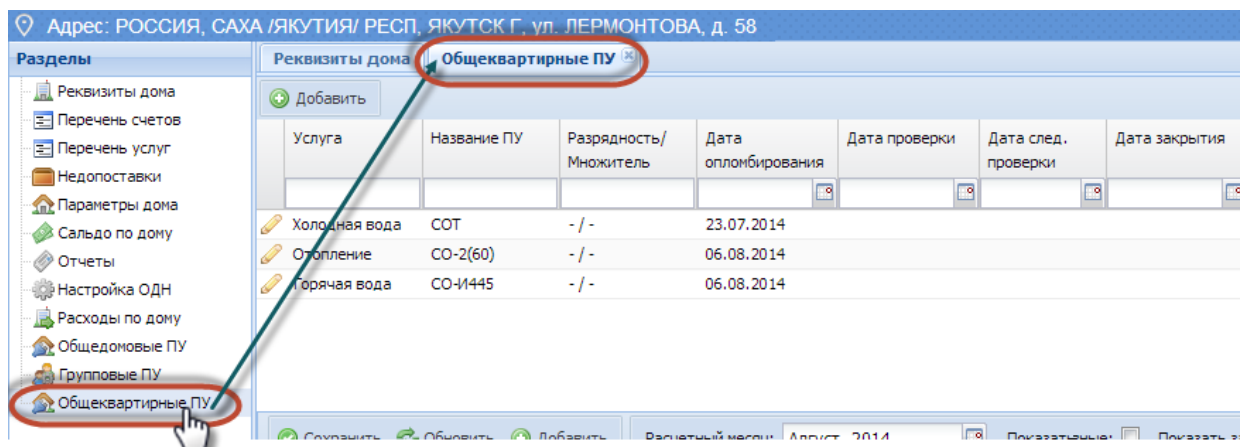 Адрес: РОССИЯ, САХА /ЯКУТИЯ/ РЕСП, ЯКУТСК Г, ул. ЛЕРМОНТОВА, д. 58
Разделы
Реквизиты дома
Перечень счетов
Перечень услуг
Недопоставки
Параметры дома
Сальдо по дому
Отчеты
Настройка ОДН
Расходы по дому
Общедомовые ПУ
Групповые ПУ
Общеквартирные ПУ
Реквизиты дома Общеквартирные ПУ
Добавить
Услуга Название ПУ Разрядность/ Множитель Дата опломбирования Дата проверки Дата след. проверки Дата закрытия
Холодная вода СОТ - / - 23.07.2014
Отопление СО-2(60) - / - 06.08.2014
Горячая вода СО-И445 - / - 06.08.2014
Сохранить Обновить Добавить Расчетный месяц: Август 2014 Показать